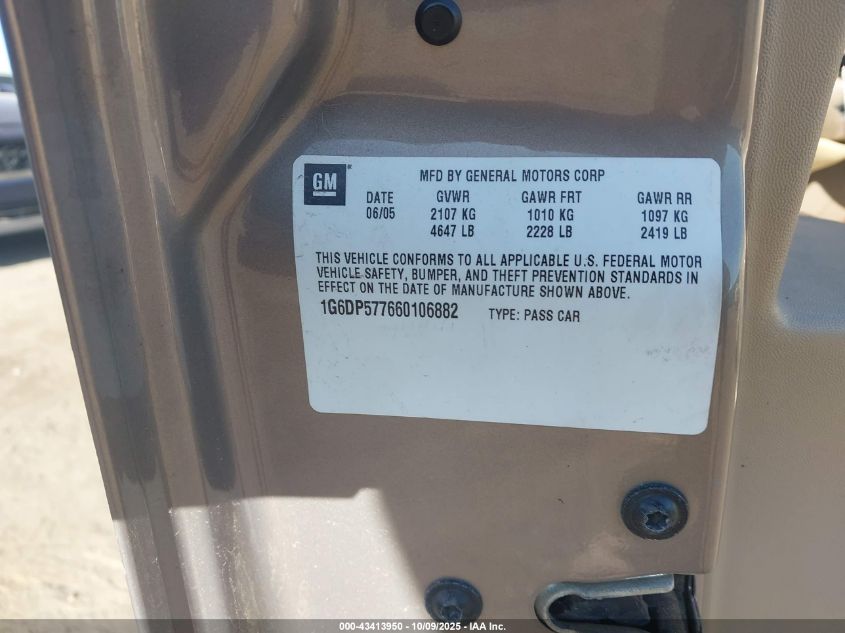 GM
MFD BY GENERAL MOTORS CORP
DATE GVWR GAWR FRT GAWR RR
06/05 2107 KG 1010 KG 1097 KG
4647 LB 2228 LB 2419 LB
THIS VEHICLE CONFORMS TO ALL APPLICABLE U.S. FEDERAL MOTOR
VEHICLE SAFETY, BUMPER, AND THEFT PREVENTION STANDARDS IN
EFFECT ON THE DATE OF MANUFACTURE SHOWN ABOVE.
1G6DP577660106882 TYPE: PASS CAR
000-43413950 - 10/09/2025 - IAA Inc.